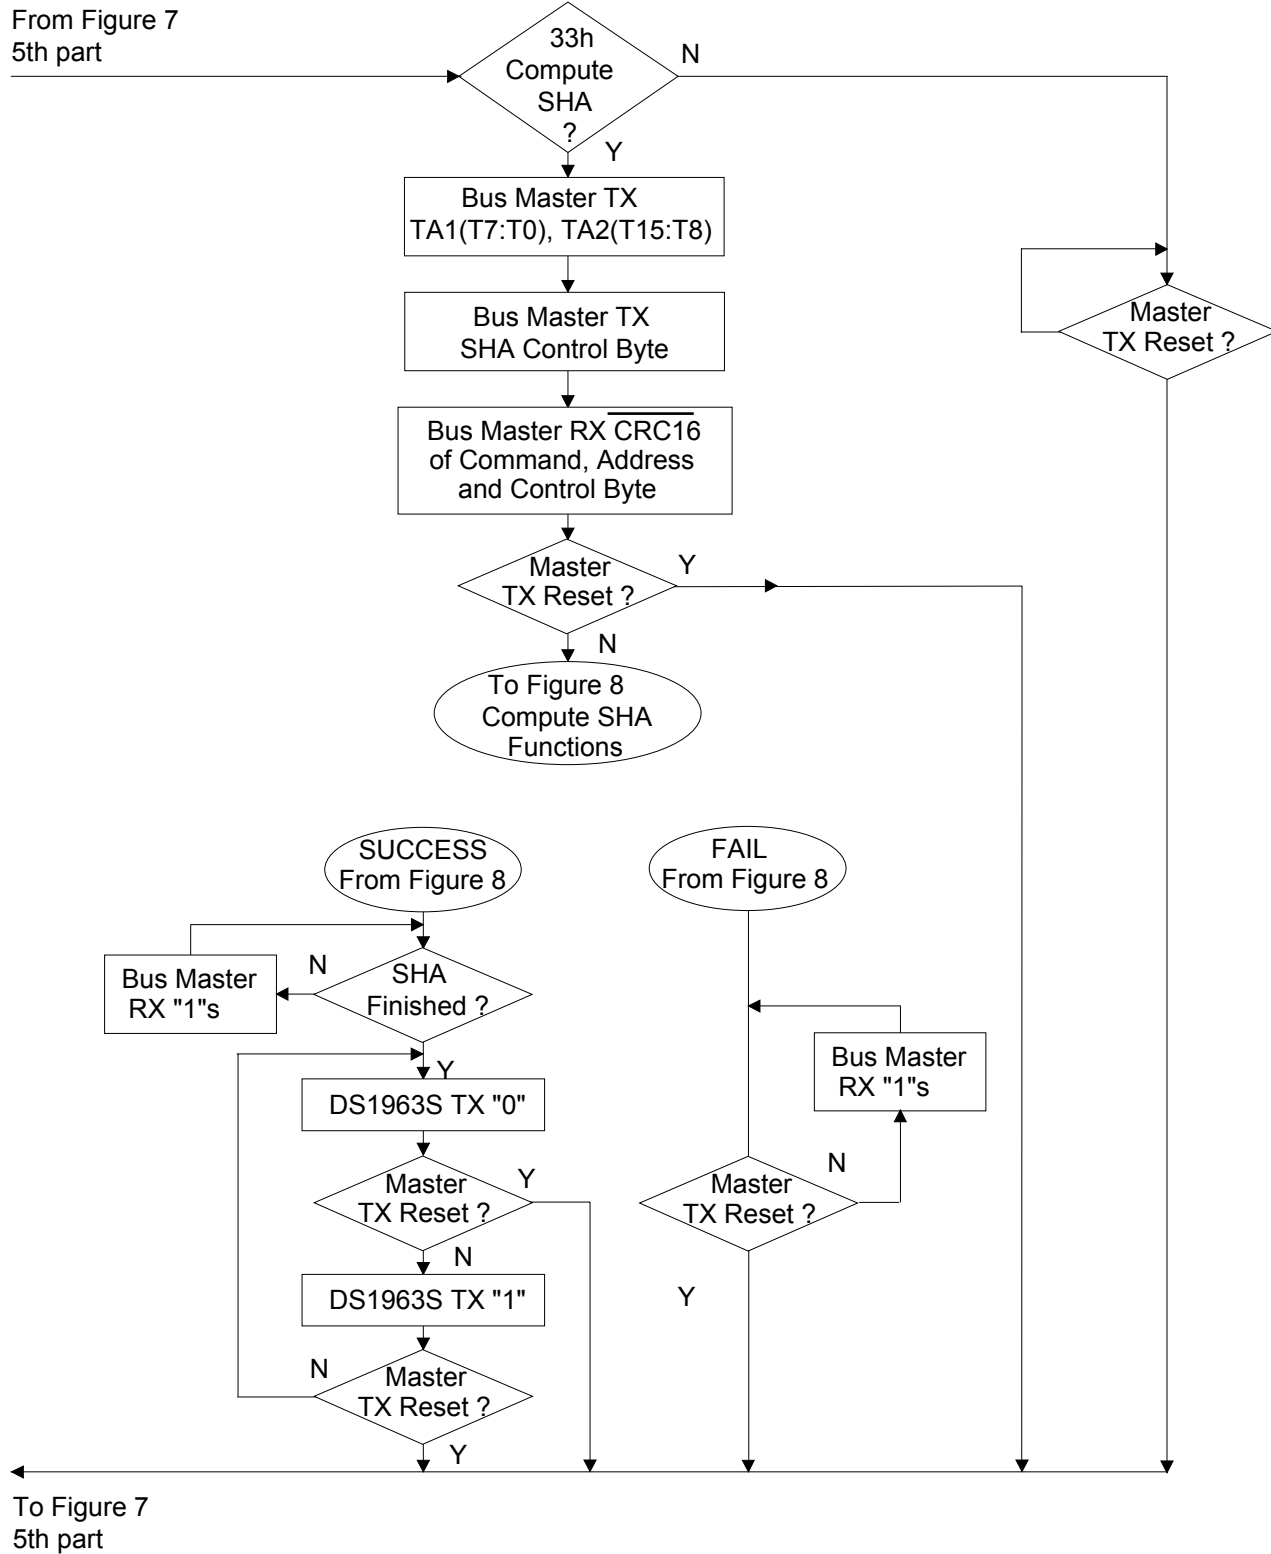 From Figure 7
5th part
33h
Compute
SHA
?
N
Y
Bus Master TX
TA1(T7:T0), TA2(T15:T8)
Bus Master TX
SHA Control Byte
Master
TX Reset ?
Bus Master RX CRC16
of Command, Address
and Control Byte
Master
TX Reset ?
Y
N
To Figure 8
Compute SHA
Functions
SUCCESS
From Figure 8
FAIL
From Figure 8
SHA
Finished ?
N
Bus Master
RX "1"s
Y
Bus Master
RX "1"s
DS1963S TX "0"
Master
TX Reset ?
Y
N
Master
TX Reset ?
N
Y
DS1963S TX "1"
Master
TX Reset ?
N
Y
To Figure 7
5th part